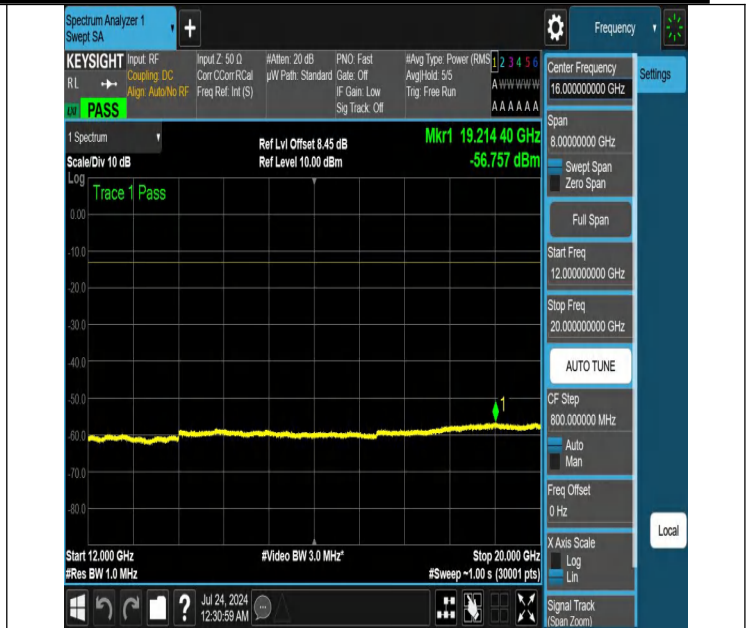 Spectrum Analyzer 1
Swept SA
+
Frequency
KEYSIGHT
RL
LXI
PASS
Input: RF
Coupling: DC
Align: Auto/No RF
Input Z: 50 Ω
Corr CCorr RCal
Freq Ref: Int (S)
#Atten: 20 dB
µW Path: Standard
PNO: Fast
Gate: Off
IF Gain: Low
Sig Track: Off
#Avg Type: Power (RMS
Avg|Hold: 5/5
Trig: Free Run
1 2 3 4 5 6
A W W W W W
A A A A A A
1 Spectrum
Scale/Div 10 dB
Ref Lvl Offset 8.45 dB
Ref Level 10.00 dBm
Mkr1 19.214 40 GHz
-56.757 dBm
Log
Trace 1 Pass
0.00
-10.0
-20.0
-30.0
-40.0
-50.0
-60.0
-70.0
-80.0
1
Start 12.000 GHz
#Res BW 1.0 MHz
#Video BW 3.0 MHz*
Stop 20.000 GHz
#Sweep ~1.00 s (30001 pts)
?
Jul 24, 2024
12:30:59 AM
Center Frequency
16.000000000 GHz
Span
8.00000000 GHz
Swept Span
Zero Span
Full Span
Start Freq
12.000000000 GHz
Stop Freq
20.000000000 GHz
AUTO TUNE
CF Step
800.000000 MHz
Auto
Man
Freq Offset
0 Hz
X Axis Scale
Log
Lin
Signal Track
(Span Zoom)
Settings
Local